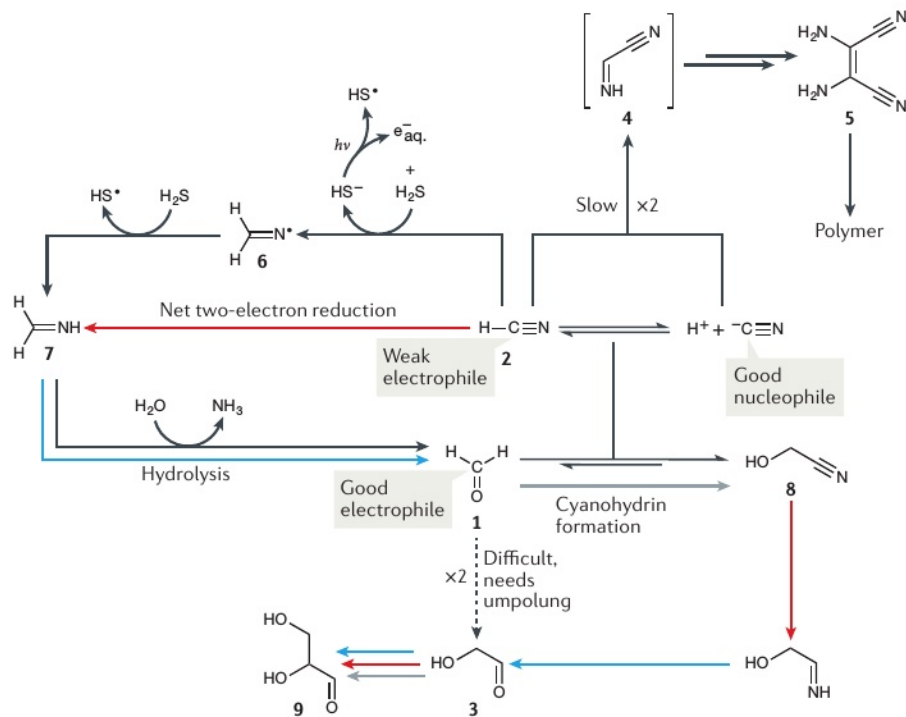 N
NH
4
H₂N
N
H₂N
N
5
Polymer
HS•
hν
e⁻aq.
+
HS⁻
H₂S
HS•
H₂S
H
N•
H
6
Slow
×2
H
NH
H
7
Net two-electron reduction
H–C≡N
2
H⁺ + ⁻C≡N
Weak
electrophile
Good
nucleophile
H₂O
NH₃
Hydrolysis
H
H
C
O
1
Good
electrophile
Cyanohydrin
formation
HO
N
8
×2
Difficult,
needs
umpolung
HO
HO
O
9
HO
O
3
HO
NH